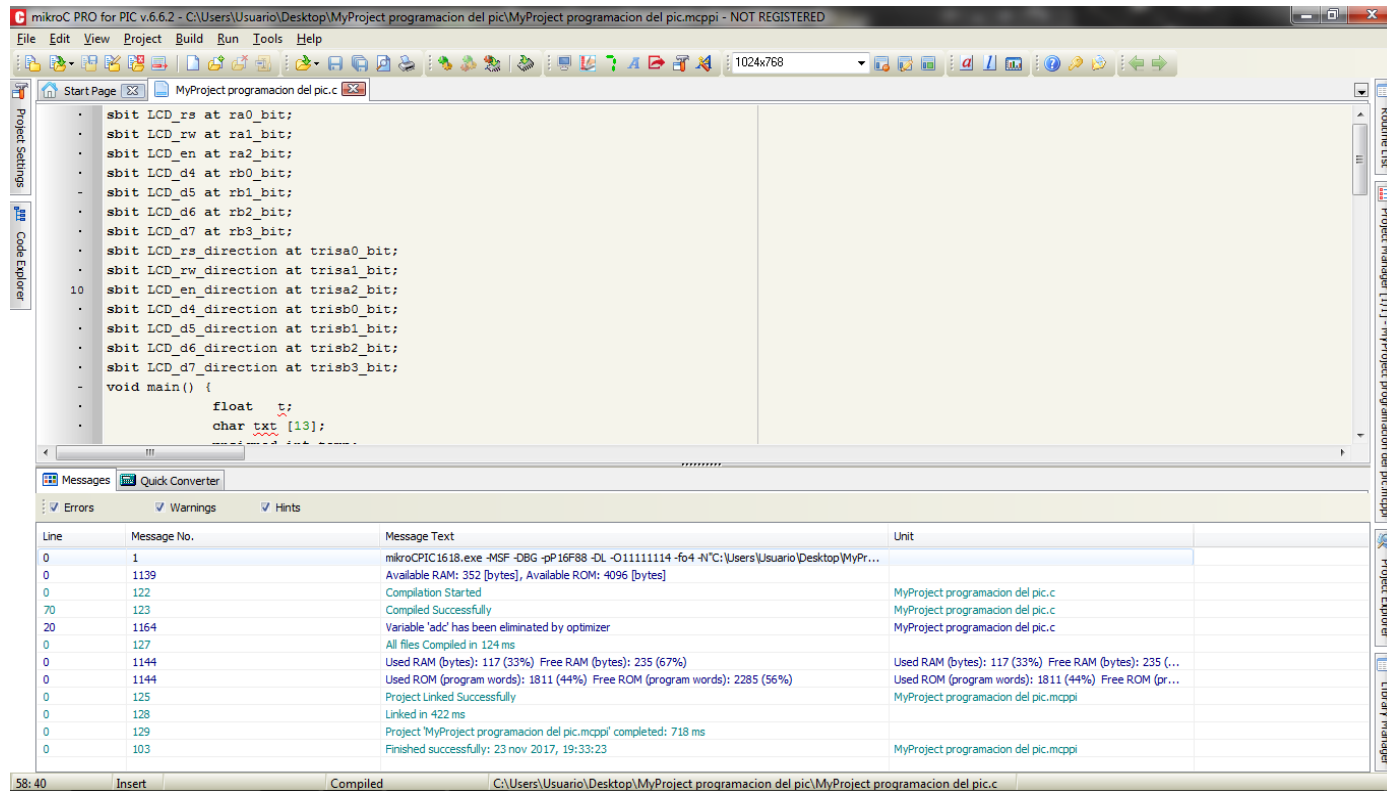 mikroC PRO for PIC v.6.6.2 - C:\Users\Usuario\Desktop\MyProject programacion del pic\MyProject programacion del pic.mcppi - NOT REGISTERED
File Edit View Project Build Run Tools Help
1024x768
Start Page MyProject programacion del pic.c
Project Settings
Code Explorer
sbit LCD_rs at ra0_bit;
sbit LCD_rw at ra1_bit;
sbit LCD_en at ra2_bit;
sbit LCD_d4 at rb0_bit;
sbit LCD_d5 at rb1_bit;
sbit LCD_d6 at rb2_bit;
sbit LCD_d7 at rb3_bit;
sbit LCD_rs_direction at trisa0_bit;
sbit LCD_rw_direction at trisa1_bit;
10 sbit LCD_en_direction at trisa2_bit;
sbit LCD_d4_direction at trisb0_bit;
sbit LCD_d5_direction at trisb1_bit;
sbit LCD_d6_direction at trisb2_bit;
sbit LCD_d7_direction at trisb3_bit;
void main() {
float t;
char txt [13];
Routine List
Project Manager [1/1] - MyProject programacion del pic.mcppi
Project Explorer
Library Manager
Messages Quick Converter
Errors Warnings Hints
Line Message No. Message Text Unit
0 1 mikroCPIC1618.exe -MSF -DBG -pP16F88 -DL -O11111114 -fo4 -N"C:\Users\Usuario\Desktop\MyPr...
0 1139 Available RAM: 352 [bytes], Available ROM: 4096 [bytes]
0 122 Compilation Started MyProject programacion del pic.c
70 123 Compiled Successfully MyProject programacion del pic.c
20 1164 Variable 'adc' has been eliminated by optimizer MyProject programacion del pic.c
0 127 All files Compiled in 124 ms
0 1144 Used RAM (bytes): 117 (33%) Free RAM (bytes): 235 (67%) Used RAM (bytes): 117 (33%) Free RAM (bytes): 235 (...
0 1144 Used ROM (program words): 1811 (44%) Free ROM (program words): 2285 (56%) Used ROM (program words): 1811 (44%) Free ROM (pr...
0 125 Project Linked Successfully MyProject programacion del pic.mcppi
0 128 Linked in 422 ms
0 129 Project 'MyProject programacion del pic.mcppi' completed: 718 ms
0 103 Finished successfully: 23 nov 2017, 19:33:23 MyProject programacion del pic.mcppi
58: 40 Insert Compiled C:\Users\Usuario\Desktop\MyProject programacion del pic\MyProject programacion del pic.c